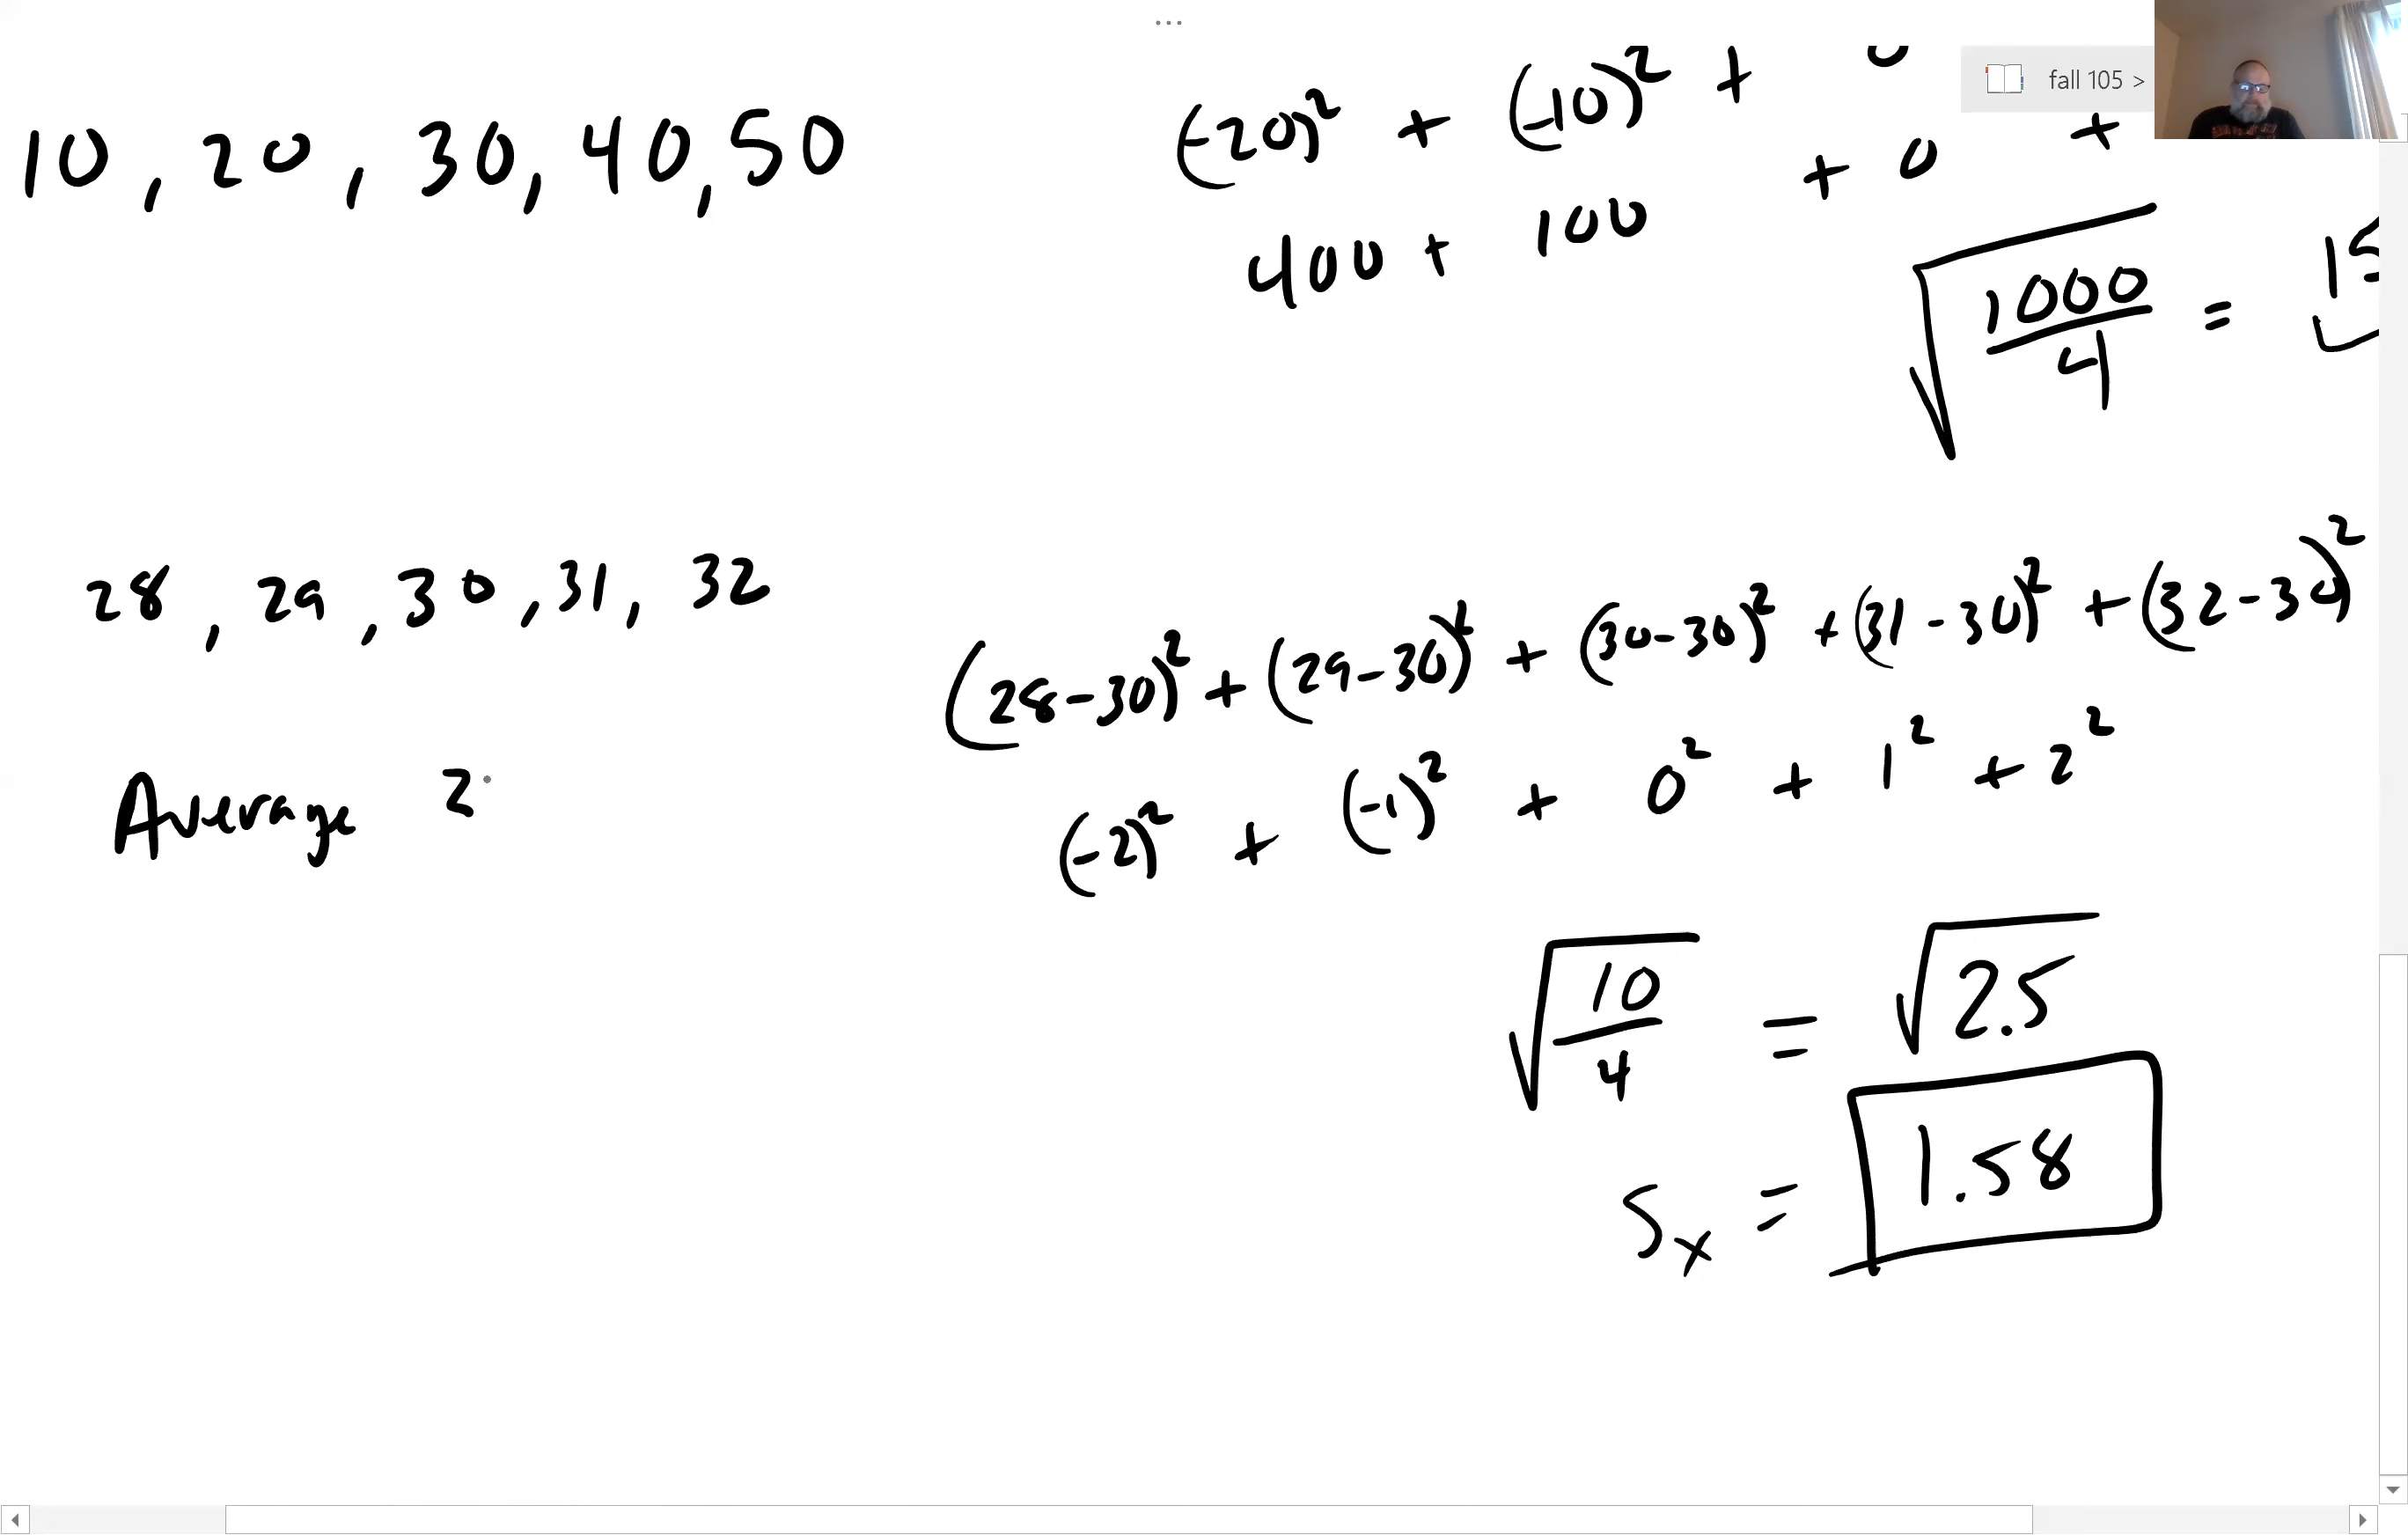 fall 105 >
10, 20, 30, 40, 50
(-20)² + (-10)² +
400 + 100 + 0 +
√(1000/4) =
28, 29, 30, 31, 32
(28-30)² + (29-30)² + (30-30)² + (31-30)² + (32-30)²
Average
(-2)² + (-1)² + 0² + 1² + 2²
√(10/4) = √2.5
Sx = 1.58